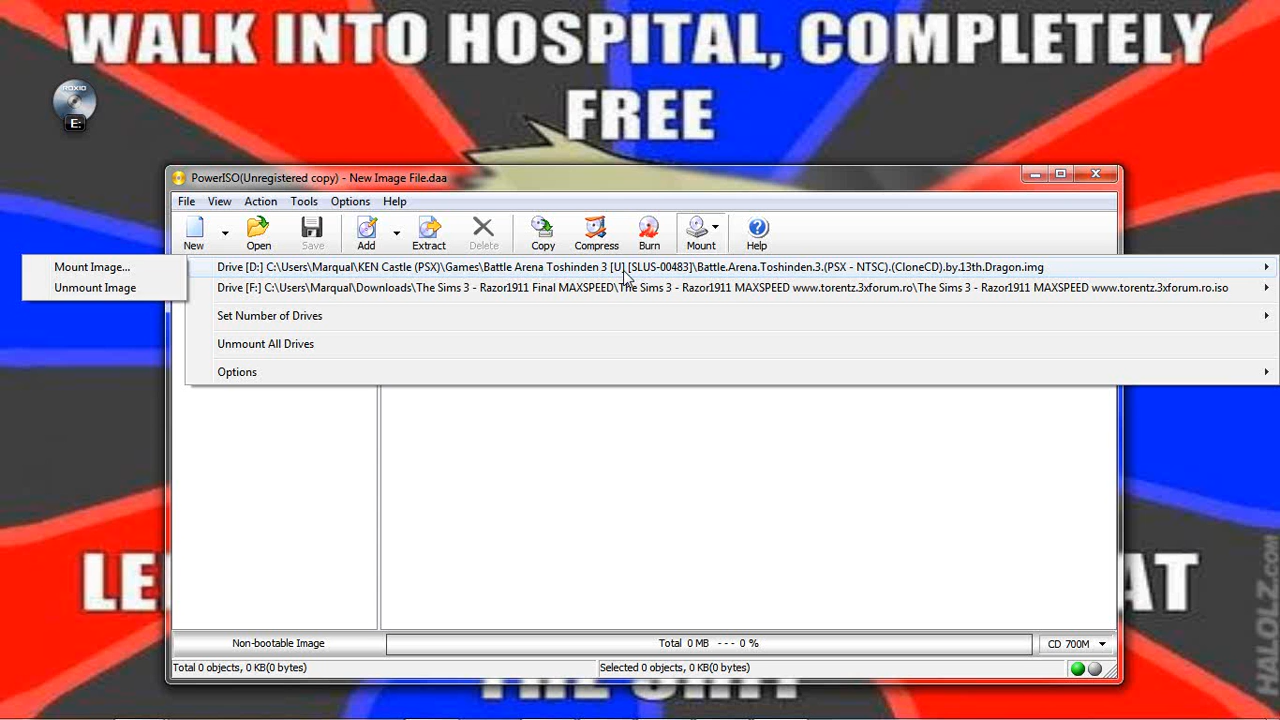 WALK INTO HOSPITAL, COMPLETELY
FREE
ROXIO
E:
PowerISO(Unregistered copy) - New Image File.daa
File View Action Tools Options Help
New Open Save Add Extract Delete Copy Compress Burn Mount Help
Mount Image...
Unmount Image
Drive [D:] C:\Users\Marqual\KEN Castle (PSX)\Games\Battle Arena Toshinden 3 [U] [SLUS-00483]\Battle.Arena.Toshinden.3.(PSX - NTSC).(CloneCD).by.13th.Dragon.img
Drive [F:] C:\Users\Marqual\Downloads\The Sims 3 - Razor1911 Final MAXSPEED\The Sims 3 - Razor1911 MAXSPEED www.torentz.3xforum.ro\The Sims 3 - Razor1911 MAXSPEED www.torentz.3xforum.ro.iso
Set Number of Drives
Unmount All Drives
Options
LE
AT
Non-bootable Image
Total 0 MB --- 0 %
CD 700M
Total 0 objects, 0 KB(0 bytes)
Selected 0 objects, 0 KB(0 bytes)
HALOLZ.com